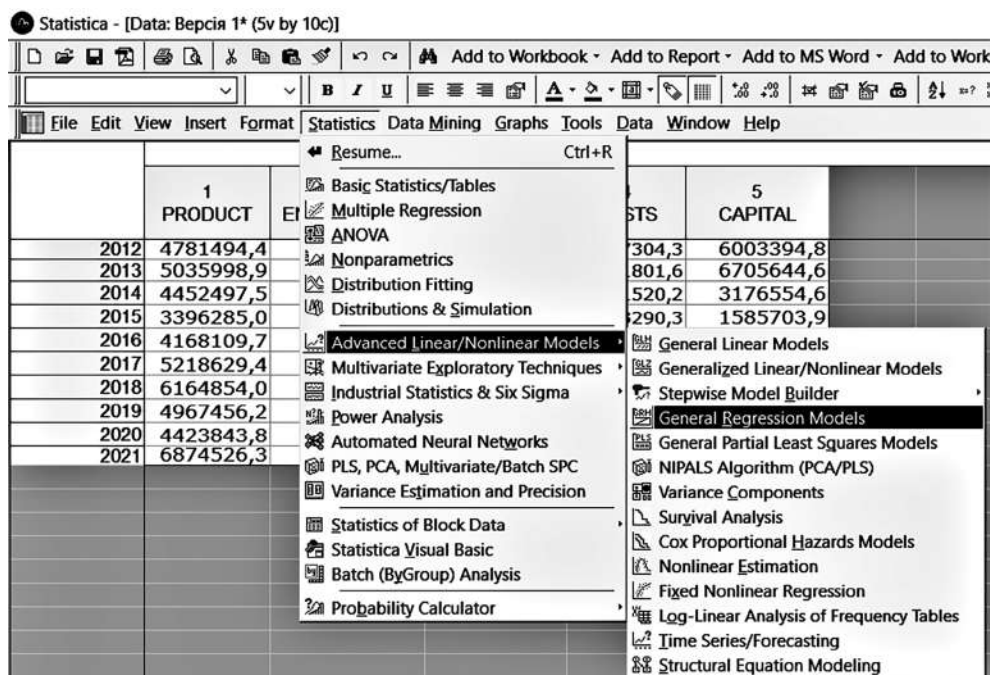 Statistica - [Data: Версія 1* (5v by 10c)]
Add to Workbook Add to Report Add to MS Word Add to Work
B I U A
File Edit View Insert Format Statistics Data Mining Graphs Tools Data Window Help
Resume... Ctrl+R
Basic Statistics/Tables
Multiple Regression
ANOVA
Nonparametrics
Distribution Fitting
Distributions & Simulation
Advanced Linear/Nonlinear Models
Multivariate Exploratory Techniques
Industrial Statistics & Six Sigma
Power Analysis
Automated Neural Networks
PLS, PCA, Multivariate/Batch SPC
Variance Estimation and Precision
Statistics of Block Data
Statistica Visual Basic
Batch (ByGroup) Analysis
Probability Calculator
General Linear Models
Generalized Linear/Nonlinear Models
Stepwise Model Builder
General Regression Models
General Partial Least Squares Models
NIPALS Algorithm (PCA/PLS)
Variance Components
Survival Analysis
Cox Proportional Hazards Models
Nonlinear Estimation
Fixed Nonlinear Regression
Log-Linear Analysis of Frequency Tables
Time Series/Forecasting
Structural Equation Modeling
1 5
PRODUCT STS CAPITAL
2012 4781494,4 304,3 6003394,8
2013 5035998,9 801,6 6705644,6
2014 4452497,5 520,2 3176554,6
2015 3396285,0 290,3 1585703,9
2016 4168109,7
2017 5218629,4
2018 6164854,0
2019 4967456,2
2020 4423843,8
2021 6874526,3